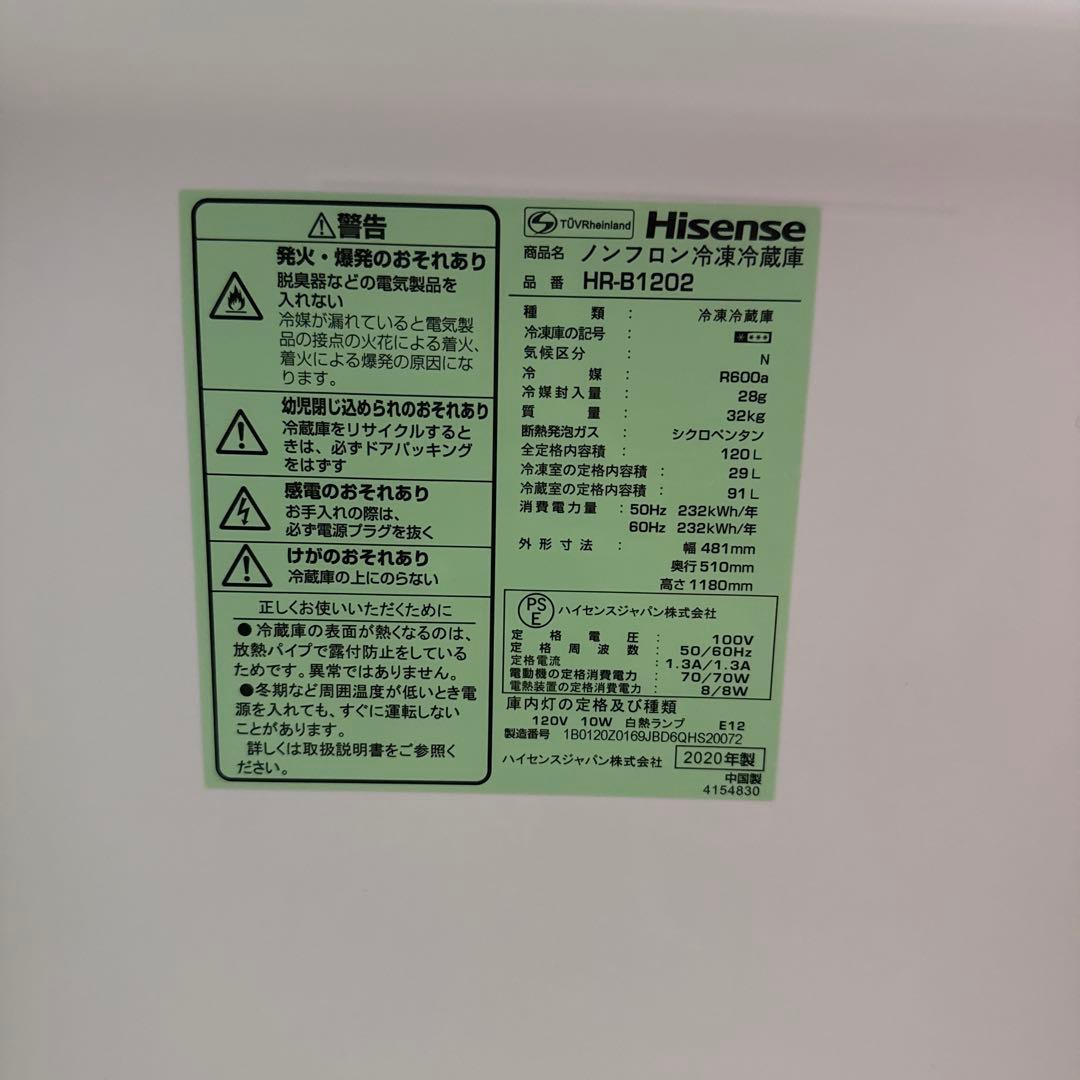 警告
発火・爆発のおそれあり
脱臭器などの電気製品を
入れない
冷媒が漏れていると電気製
品の接点の火花による着火、
着火による爆発の原因にな
ります。
幼児閉じ込められのおそれあり
冷蔵庫をリサイクルすると
きは、必ずドアパッキング
をはずす
感電のおそれあり
お手入れの際は、
必ず電源プラグを抜く
けがのおそれあり
冷蔵庫の上にのらない
正しくお使いいただくために
●冷蔵庫の表面が熱くなるのは、
放熱パイプで露付防止をしている
ためです。異常ではありません。
●冬期など周囲温度が低いとき電
源を入れても、すぐに運転しない
ことがあります。
詳しくは取扱説明書をご参照く
ださい。
TÜVRheinland Hisense
商品名 ノンフロン冷凍冷蔵庫
品番 HR-B1202
種類 : 冷凍冷蔵庫
冷凍庫の記号 : * ***
気候区分 : N
冷媒 : R600a
冷媒封入量 : 28g
質量 : 32kg
断熱発泡ガス : シクロペンタン
全定格内容積 : 120L
冷凍室の定格内容積 : 29L
冷蔵室の定格内容積 : 91L
消費電力量 : 50Hz 232kWh/年
60Hz 232kWh/年
外形寸法 : 幅 481mm
奥行 510mm
高さ 1180mm
PSE ハイセンスジャパン株式会社
定格電圧 : 100V
定格周波数 : 50/60Hz
定格電流 : 1.3A/1.3A
電動機の定格消費電力 : 70/70W
電熱装置の定格消費電力 : 8/8W
庫内灯の定格及び種類
120V 10W 白熱ランプ E12
製造番号 1B0120Z0169JBD6QHS20072
ハイセンスジャパン株式会社 2020年製
中国製
4154830